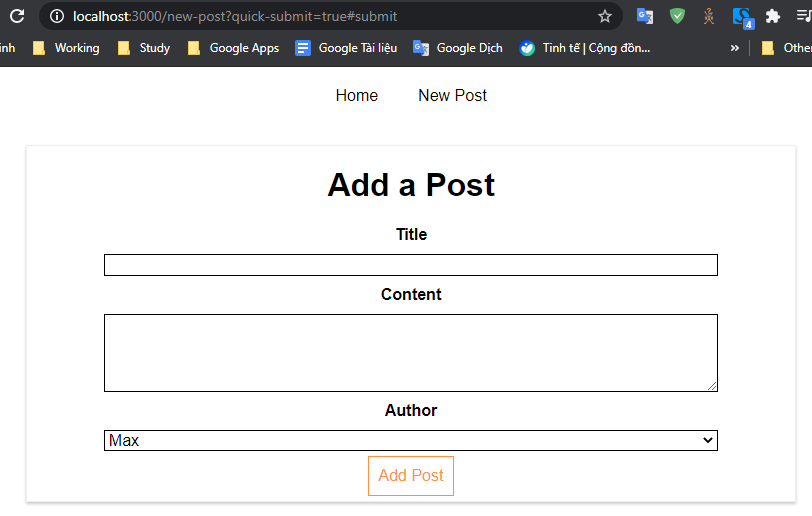 localhost:3000/new-post?quick-submit=true#submit
4
inh Working Study Google Apps Google Tài liệu Google Dịch Tinh tế | Cộng đồn... » Other
Home New Post
Add a Post
Title
Content
Author
Max
Add Post